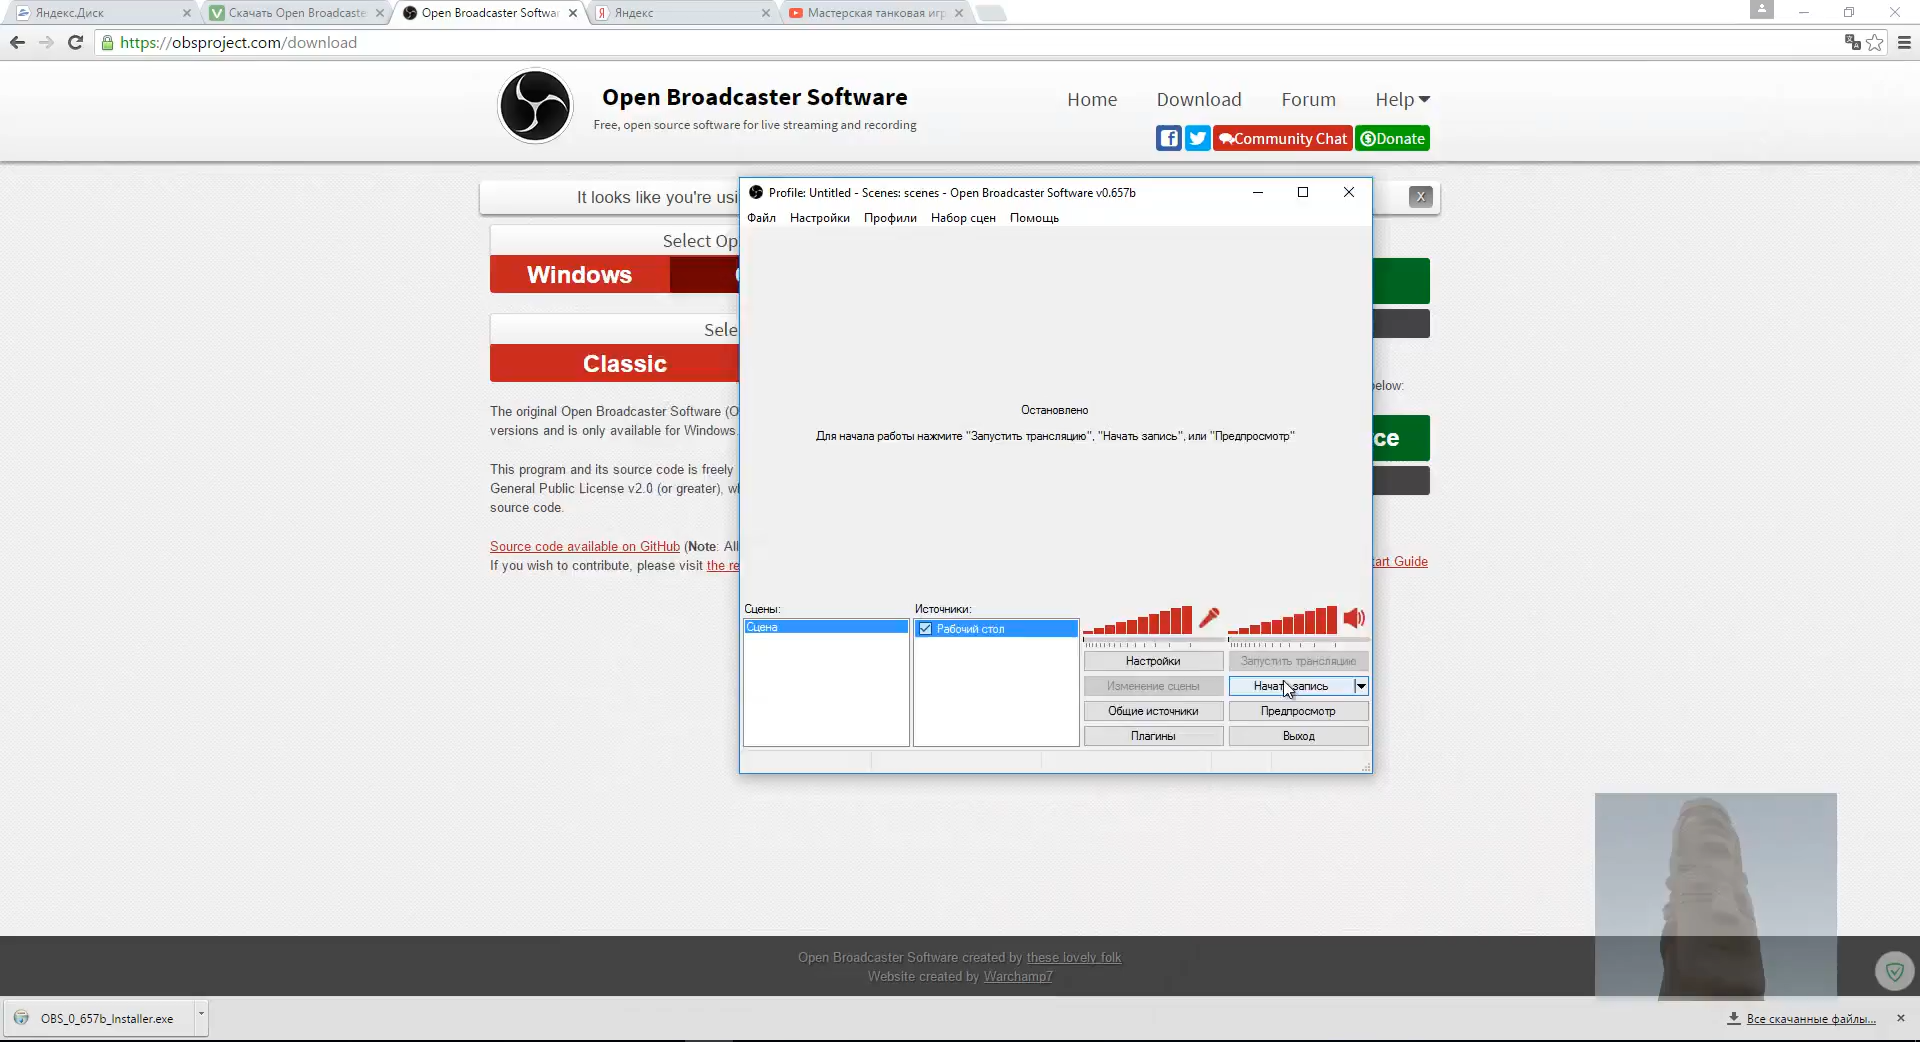 Яндекс.Диск
Скачать Open Broadcaste
Open Broadcaster Softwar
Яндекс
Мастерская танковая игр
https://obsproject.com/download
Open Broadcaster Software
Free, open source software for live streaming and recording
Home Download Forum Help
Community Chat
Donate
It looks like you're usi
X
Select Op
Windows
Sele
Classic
elow:
The original Open Broadcaster Software (O
versions and is only available for Windows.
rce
This program and its source code is freely
General Public License v2.0 (or greater), wh
source code.
Source code available on GitHub (Note: All
If you wish to contribute, please visit the re
tart Guide
Profile: Untitled - Scenes: scenes - Open Broadcaster Software v0.657b
Файл Настройки Профили Набор сцен Помощь
Остановлено
Для начала работы нажмите "Запустить трансляцию", "Начать запись", или "Предпросмотр"
Сцены:
Источники:
Сцена
Рабочий стол
Настройки
Запустить трансляцию
Изменение сцены
Начать запись
Общие источники
Предпросмотр
Плагины
Выход
Open Broadcaster Software created by these lovely folk
Website created by Warchamp7
OBS_0_657b_Installer.exe
Все скачанные файлы...